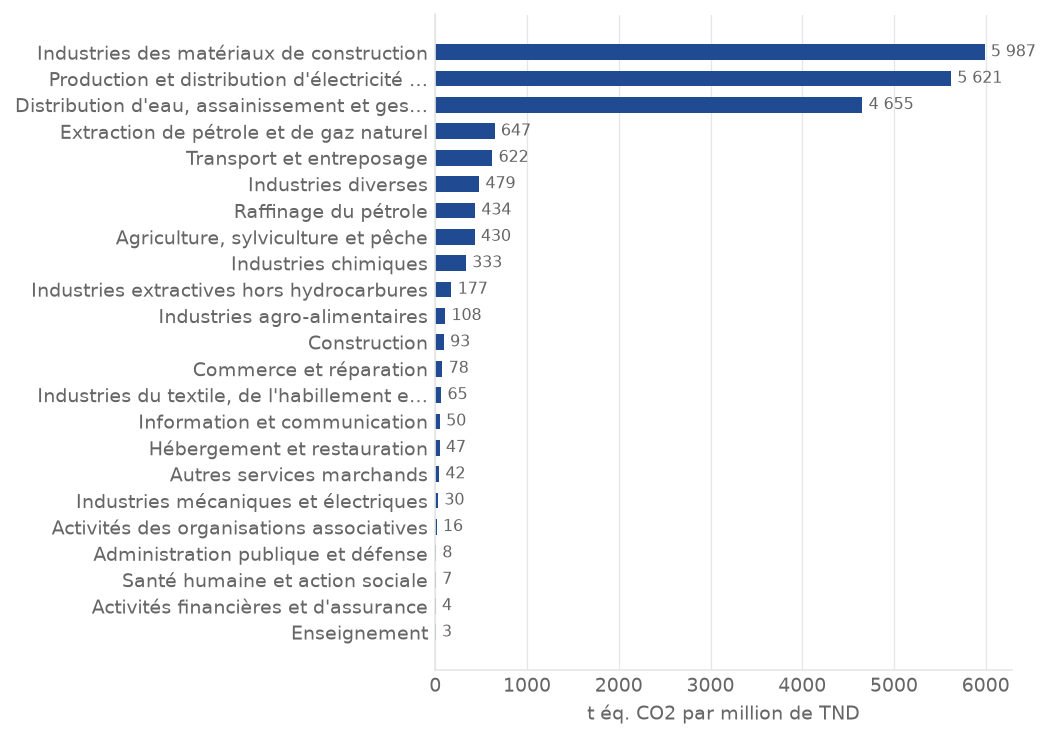 Industries des matériaux de construction 5 987
Production et distribution d'électricité … 5 621
Distribution d'eau, assainissement et ges… 4 655
Extraction de pétrole et de gaz naturel 647
Transport et entreposage 622
Industries diverses 479
Raffinage du pétrole 434
Agriculture, sylviculture et pêche 430
Industries chimiques 333
Industries extractives hors hydrocarbures 177
Industries agro-alimentaires 108
Construction 93
Commerce et réparation 78
Industries du textile, de l'habillement e… 65
Information et communication 50
Hébergement et restauration 47
Autres services marchands 42
Industries mécaniques et électriques 30
Activités des organisations associatives 16
Administration publique et défense 8
Santé humaine et action sociale 7
Activités financières et d'assurance 4
Enseignement 3
0 1000 2000 3000 4000 5000 6000
t éq. CO2 par million de TND